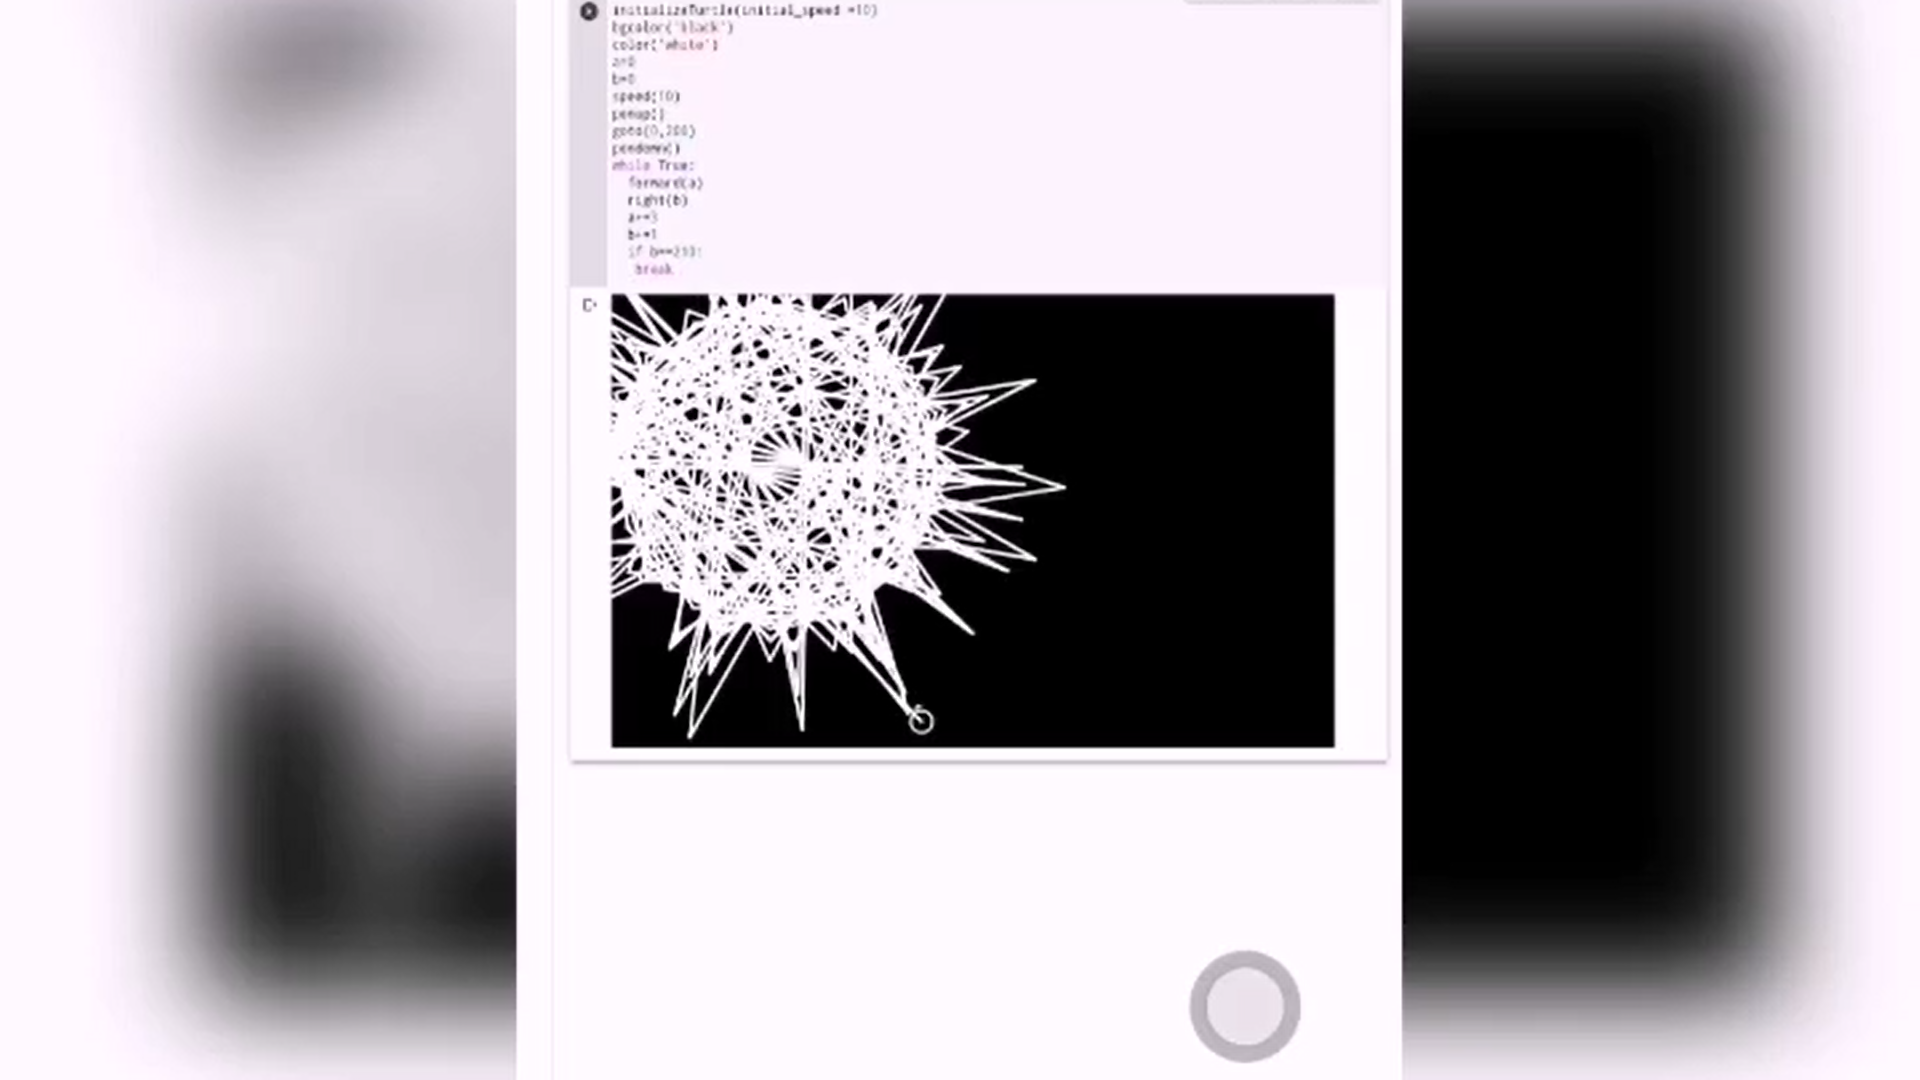 initializeTurtle(initial_speed =10)
bgcolor('black')
color('white')
a=0
b=0
speed(10)
penup()
goto(0,200)
pendown()
while True:
forward(a)
right(b)
a+=3
b+=1
if b==210:
break